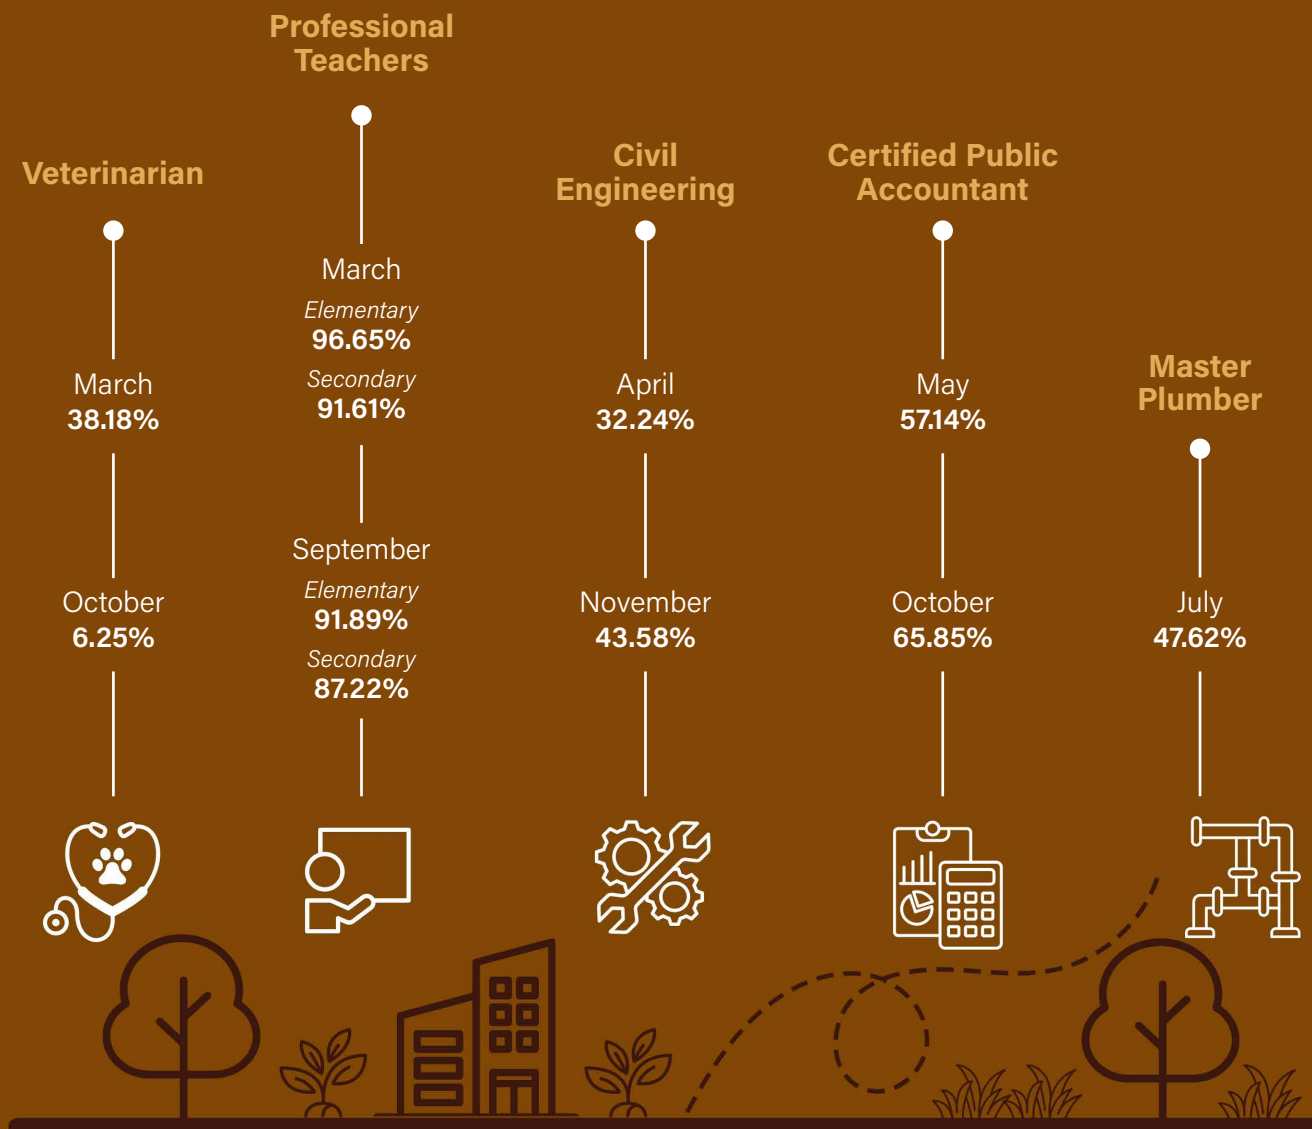 Veterinarian
March
38.18%
October
6.25%
Professional
Teachers
March
Elementary
96.65%
Secondary
91.61%
September
Elementary
91.89%
Secondary
87.22%
Civil
Engineering
April
32.24%
November
43.58%
Certified Public
Accountant
May
57.14%
October
65.85%
Master
Plumber
July
47.62%